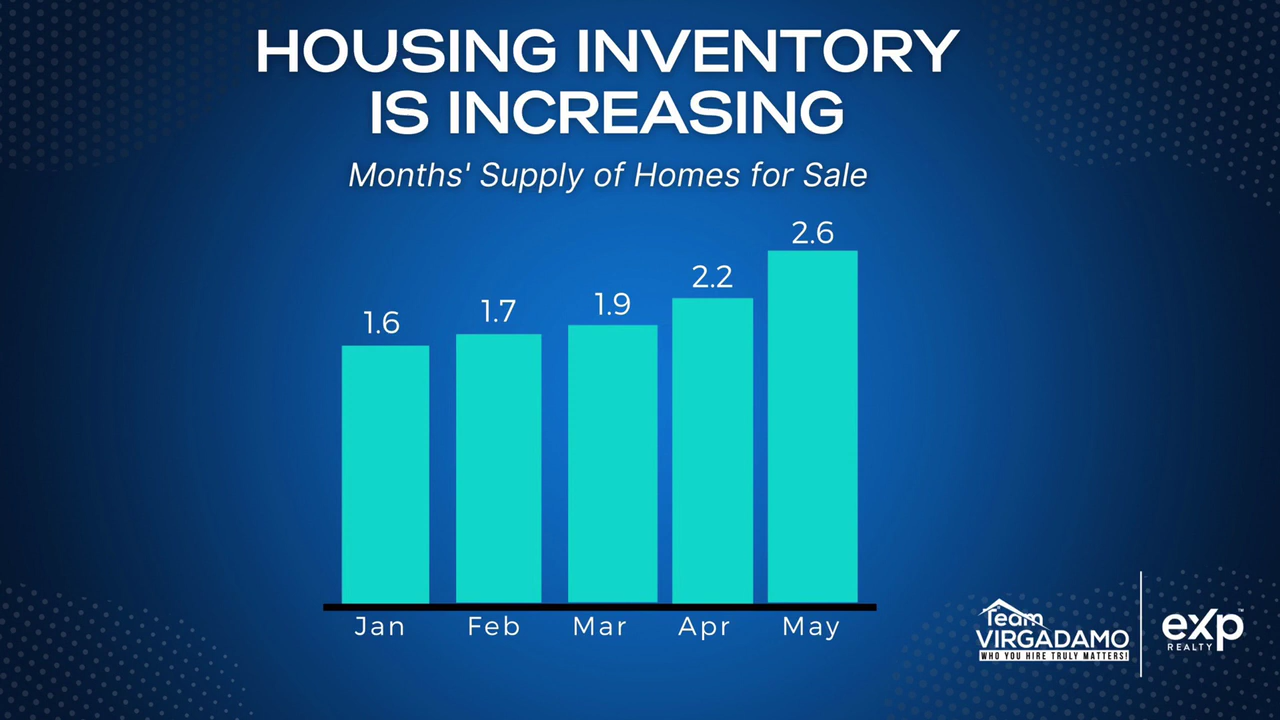 HOUSING INVENTORY
IS INCREASING
Months' Supply of Homes for Sale
1.6
1.7
1.9
2.2
2.6
Jan
Feb
Mar
Apr
May
Team
VIRGADAMO
WHO YOU HIRE TRULY MATTERS!
eXp
REALTY
™